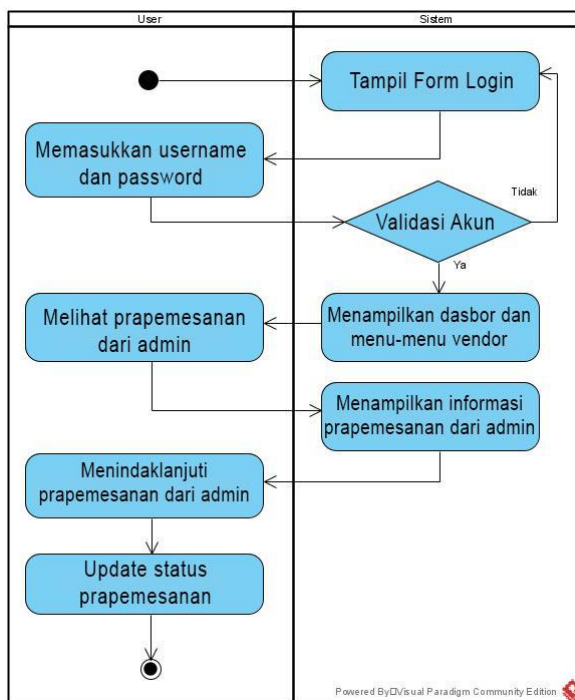 User
Sistem
Tampil Form Login
Memasukkan username
dan password
Tidak
Validasi Akun
Ya
Melihat prapemesanan
dari admin
Menampilkan dasbor dan
menu-menu vendor
Menampilkan informasi
prapemesanan dari admin
Menindaklanjuti
prapemesanan dari admin
Update status
prapemesanan
Powered By□Visual Paradigm Community Edition